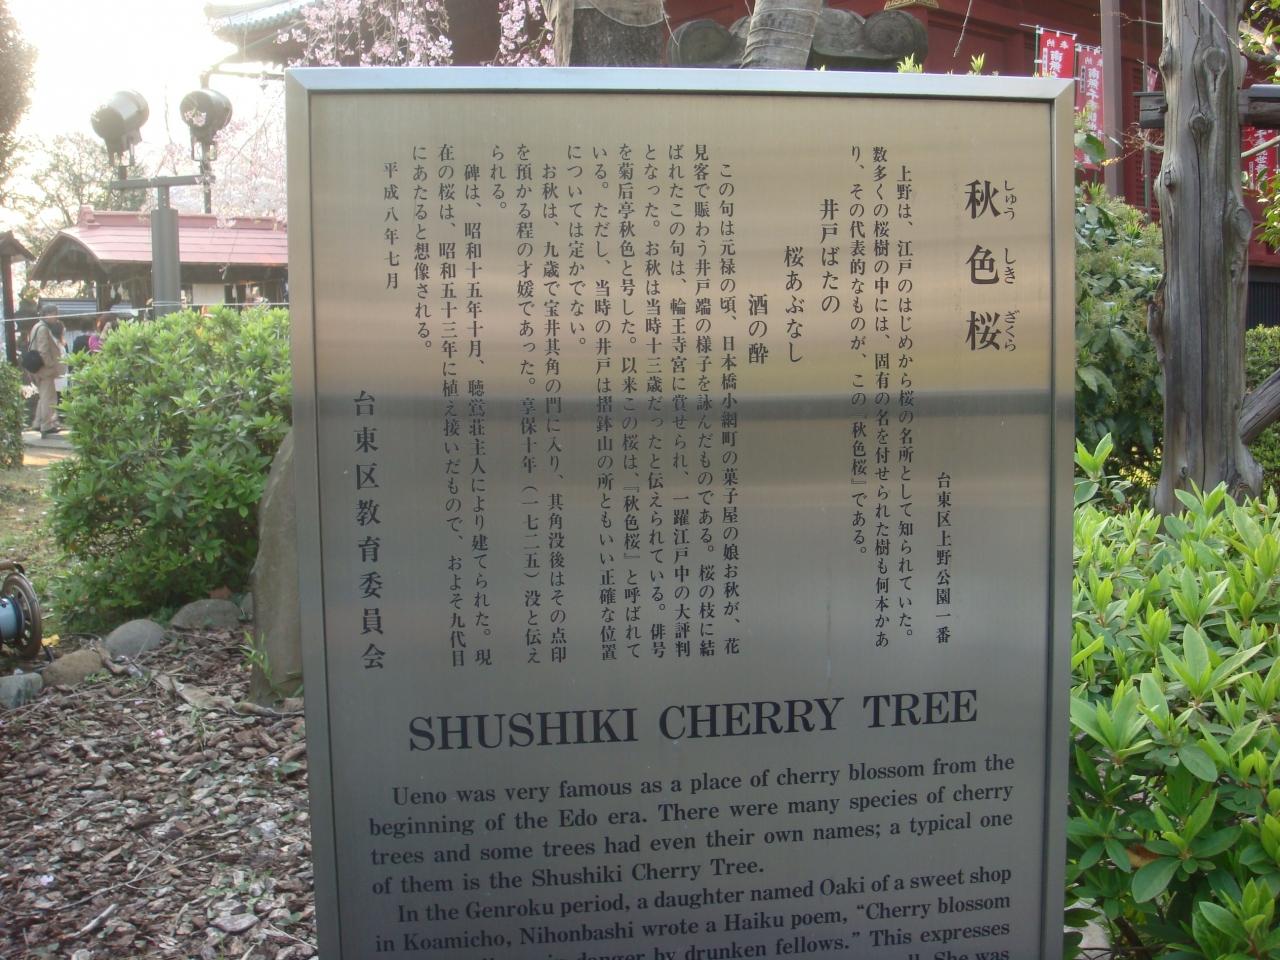 秋色桜
しゅう しき ざくら
台東区上野公園一番
上野は、江戸のはじめから桜の名所として知られていた。
数多くの桜樹の中には、固有の名を付せられた樹も何本かあ
り、その代表的なものが、この『秋色桜』である。
井戸ばたの
桜あぶなし
酒の酔
この句は元禄の頃、日本橋小網町の菓子屋の娘お秋が、花
見客で賑わう井戸端の様子を詠んだものである。桜の枝に結
ばれたこの句は、輪王寺宮に賞せられ、一躍江戸中の大評判
となった。お秋は当時十三歳だったと伝えられている。俳号
を菊后亭秋色と号した。以来この桜は、『秋色桜』と呼ばれて
いる。ただし、当時の井戸は摺鉢山の所ともいい正確な位置
については定かでない。
お秋は、九歳で宝井其角の門に入り、其角没後はその点印
を預かる程の才媛であった。享保十年（一七二五）没と伝え
られる。
碑は、昭和十五年十月、聴鴬荘主人により建てられた。現
在の桜は、昭和五十三年に植え接いだもので、およそ九代目
にあたると想像される。
平成八年七月
台東区教育委員会
SHUSHIKI CHERRY TREE
Ueno was very famous as a place of cherry blossom from the
beginning of the Edo era. There were many species of cherry
trees and some trees had even their own names; a typical one
of them is the Shushiki Cherry Tree.
In the Genroku period, a daughter named Oaki of a sweet shop
in Koamicho, Nihonbashi wrote a Haiku poem, “Cherry blossom
in danger by drunken fellows.” This expresses
She was
奉納